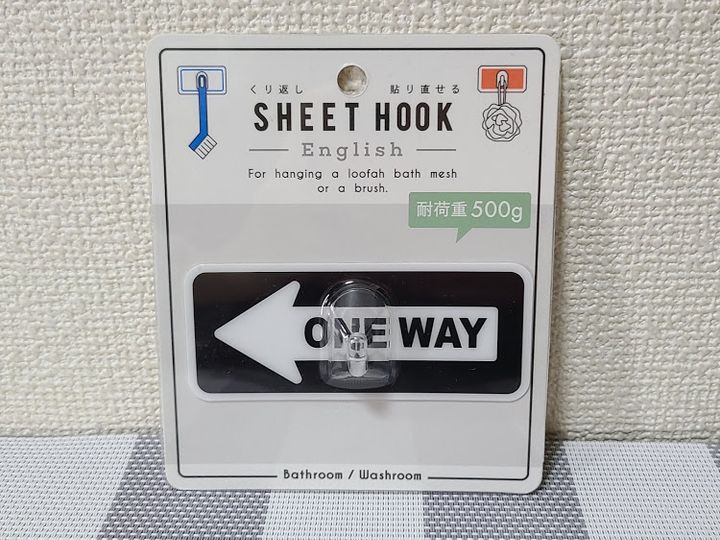 くり返し 貼り直せる
SHEET HOOK
English
For hanging a loofah bath mesh
or a brush.
耐荷重500g
ONE WAY
Bathroom / Washroom